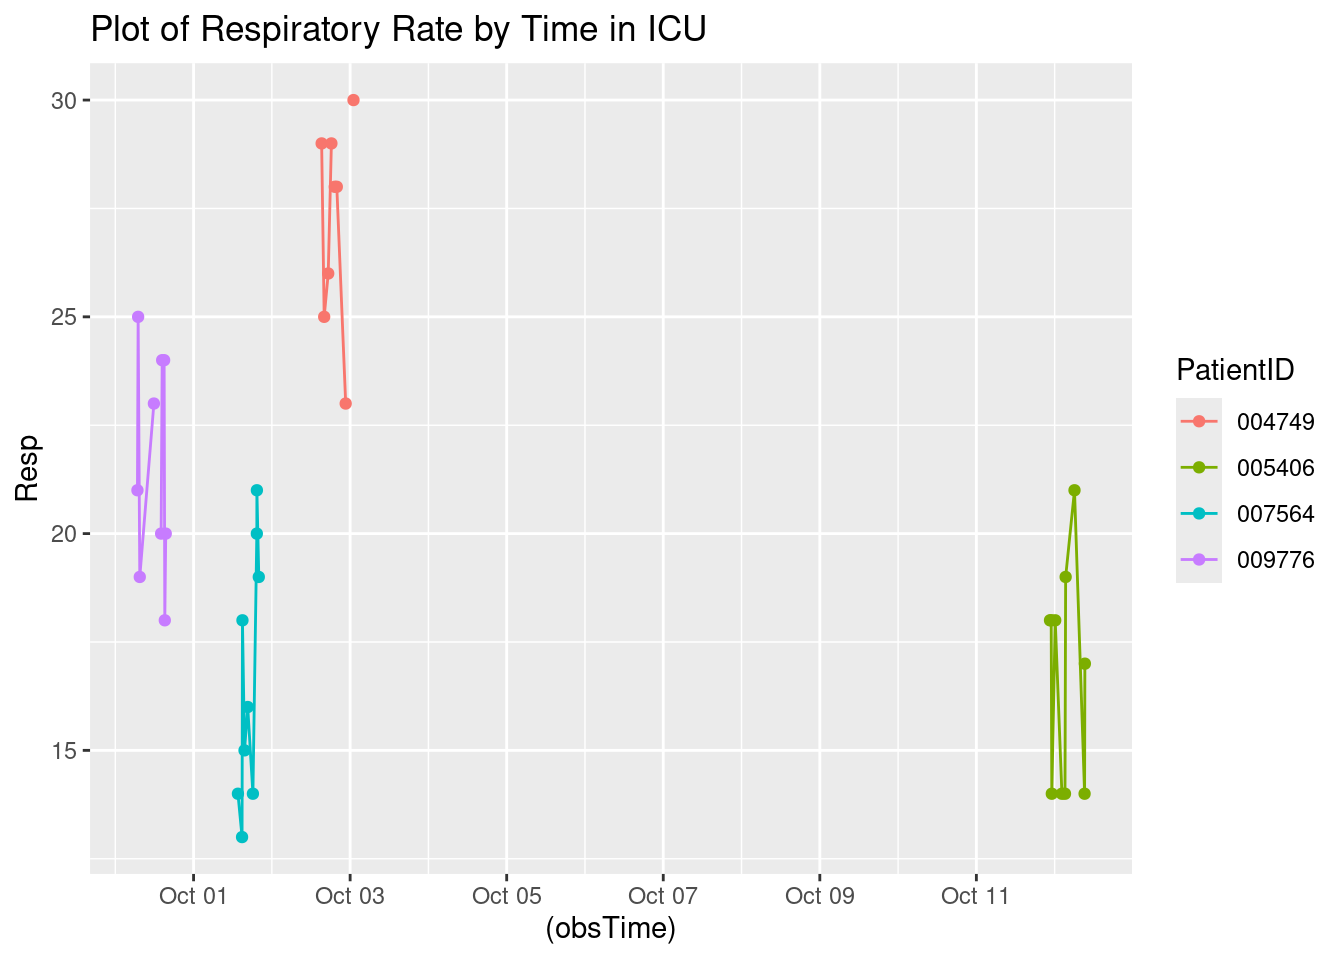 Plot of Respiratory Rate by Time in ICU
30
25
20
15
Resp
Oct 01
Oct 03
Oct 05
Oct 07
Oct 09
Oct 11
(obsTime)
PatientID
004749
005406
007564
009776